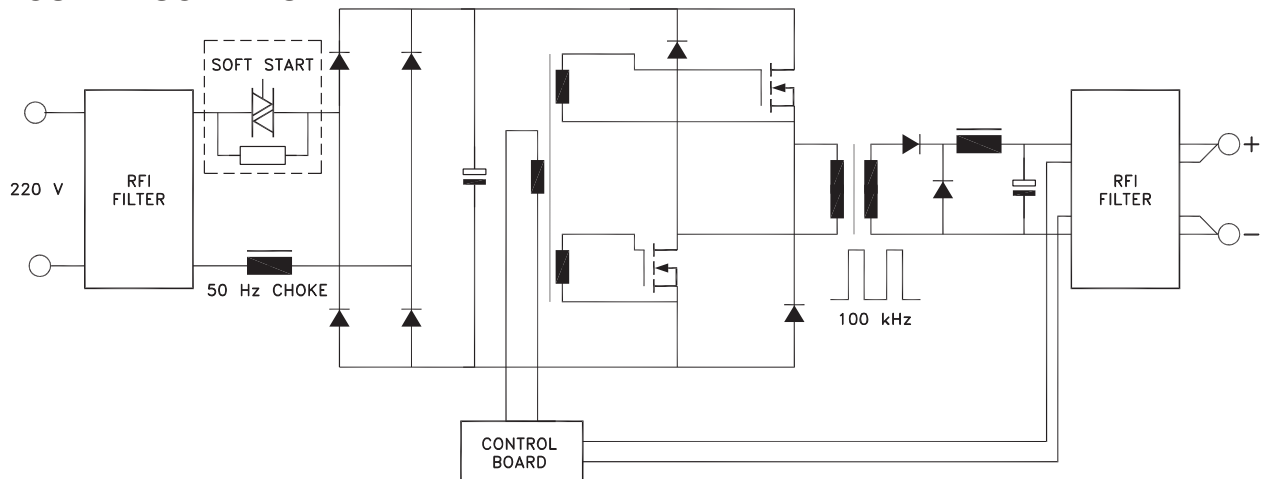 SOFT START
220 V
RFI
FILTER
50 Hz CHOKE
100 kHz
RFI
FILTER
+
−
CONTROL
BOARD